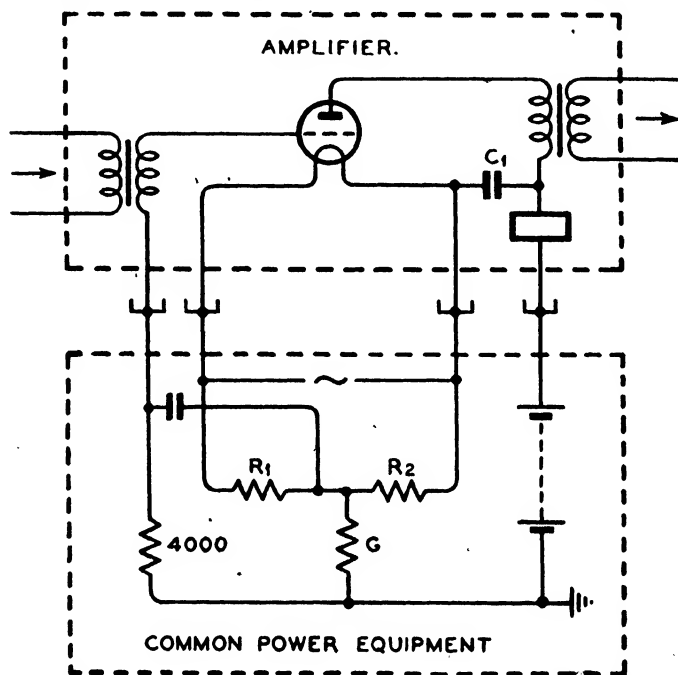 AMPLIFIER.
C1
R1
R2
4000
G
COMMON POWER EQUIPMENT